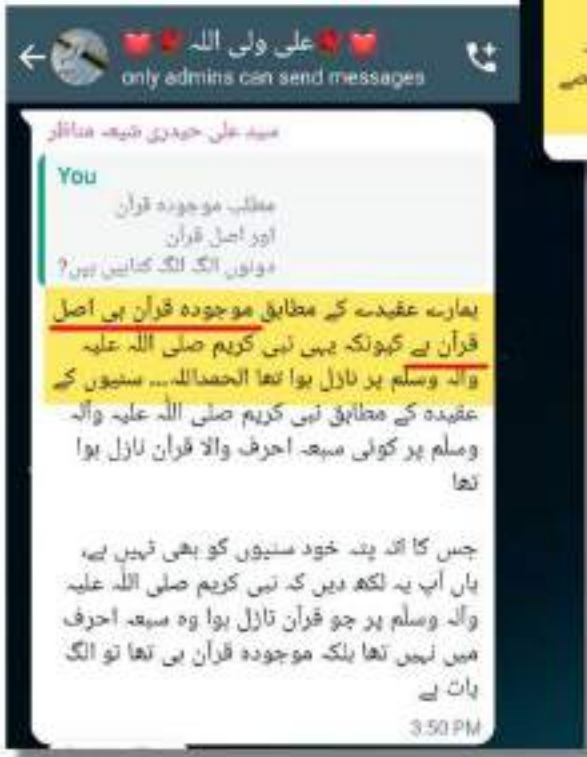 علی ولی اللہ
only admins can send messages
سید علی حیدری شیعہ مناظر
You
مطلب موجودہ قرآن
اور اصل قرآن
دونوں الگ الگ کتابیں ہیں?
ہمارے عقیدے کے مطابق موجودہ قرآن ہی اصل
قرآن ہے کیونکہ یہی نبی کریم صلی اللہ علیہ
وآلہ وسلم پر نازل ہوا تھا الحمداللہ... سنیوں کے
عقیدہ کے مطابق نبی کریم صلی اللہ علیہ وآلہ
وسلم پر کوئی سبعہ احرف والا قرآن نازل ہوا
تھا
جس کا اتہ پتہ خود سنیوں کو بھی نہیں ہے،
ہاں آپ یہ لکھ دیں کہ نبی کریم صلی اللہ علیہ
وآلہ وسلم پر جو قرآن نازل ہوا وہ سبعہ احرف
میں نہیں تھا بلکہ موجودہ قرآن ہی تھا تو الگ
بات ہے
3:50 PM